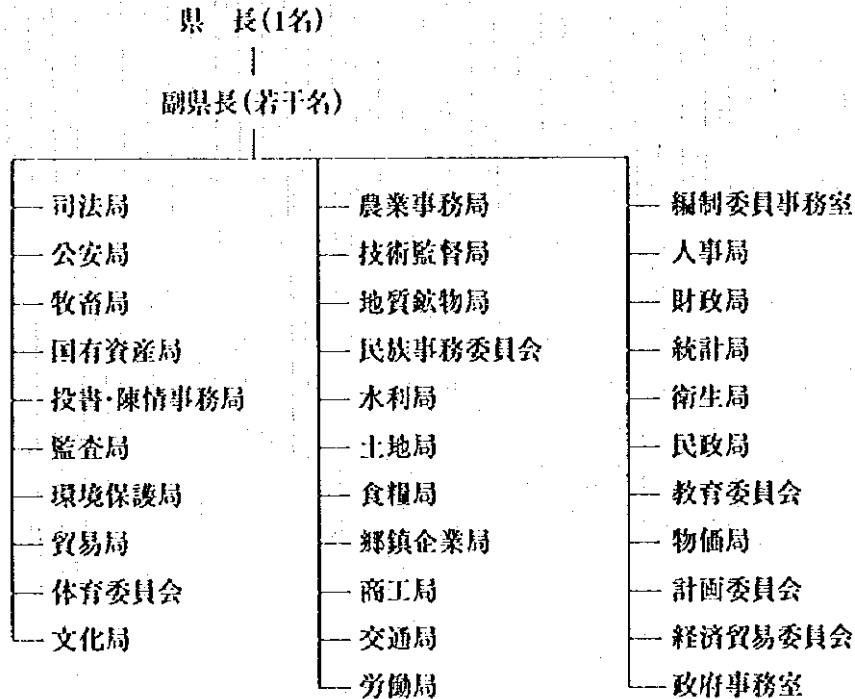 県　長(1名)
副県長(若干名)
司法局
公安局
牧畜局
国有資産局
投書・陳情事務局
監査局
環境保護局
貿易局
体育委員会
文化局
農業事務局
技術監督局
地質鉱物局
民族事務委員会
水利局
土地局
食糧局
郷鎮企業局
商工局
交通局
労働局
編制委員事務室
人事局
財政局
統計局
衛生局
民政局
教育委員会
物価局
計画委員会
経済貿易委員会
政府事務室